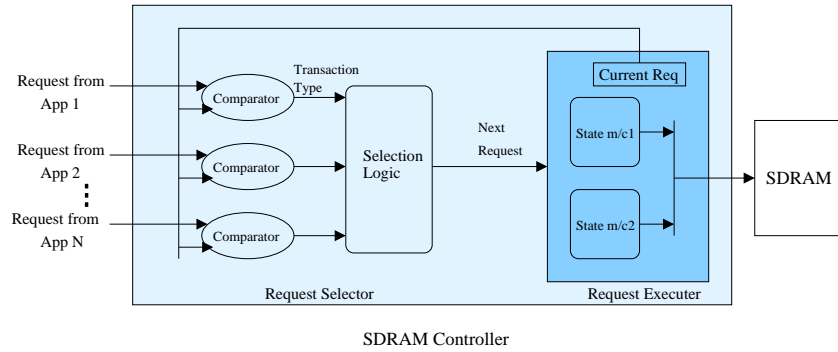 Request from
App 1
Comparator
Transaction
Type
Request from
App 2
Comparator
Request from
App N
Comparator
Selection
Logic
Next
Request
Current Req
State m/c1
State m/c2
SDRAM
Request Selector
Request Executer
SDRAM Controller